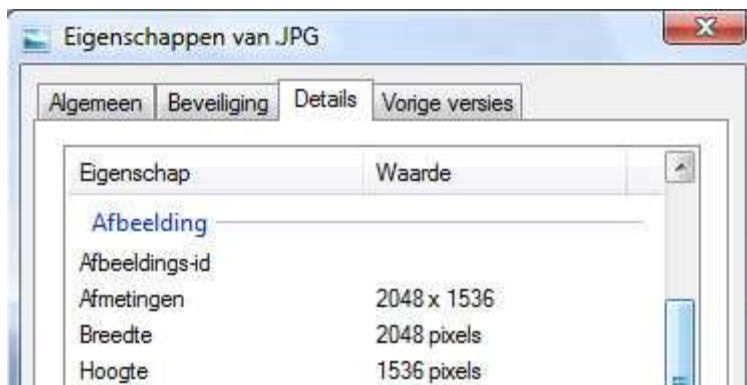 Eigenschappen van .JPG
Algemeen Beveiliging Details Vorige versies
Eigenschap Waarde
Afbeelding
Afbeeldings-id
Afmetingen 2048 x 1536
Breedte 2048 pixels
Hoogte 1536 pixels